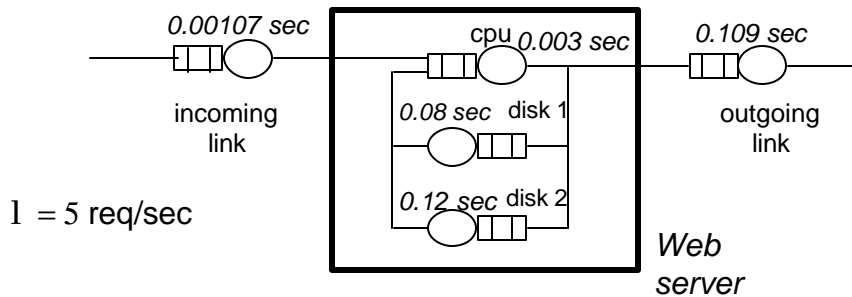 0.00107 sec
cpu 0.003 sec
0.109 sec
incoming
link
0.08 sec disk 1
outgoing
link
0.12 sec disk 2
l = 5 req/sec
Web
server